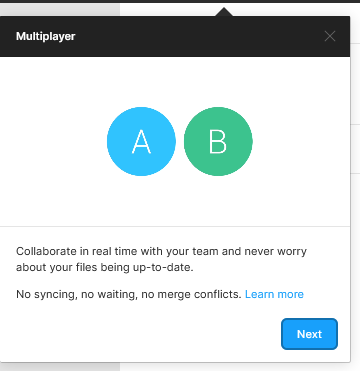 Multiplayer
A B
Collaborate in real time with your team and never worry
about your files being up-to-date.
No syncing, no waiting, no merge conflicts. Learn more
Next